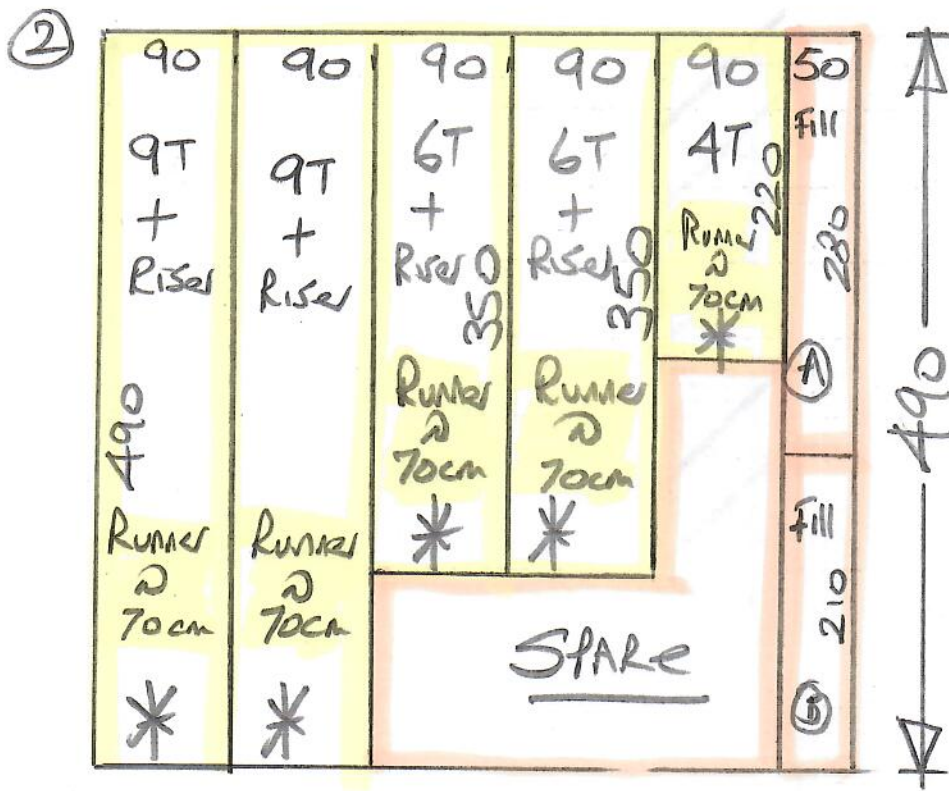 2
90
9T
+
Riser
490
Runner
@
70cm
90
9T
+
Riser
Runner
@
70cm
90
6T
+
Riser
350
Runner
@
70cm
90
6T
+
Riser
350
Runner
@
70cm
90
4T
220
Runner
@
70cm
50
Fill
280
A
Fill
210
B
SPARe
490